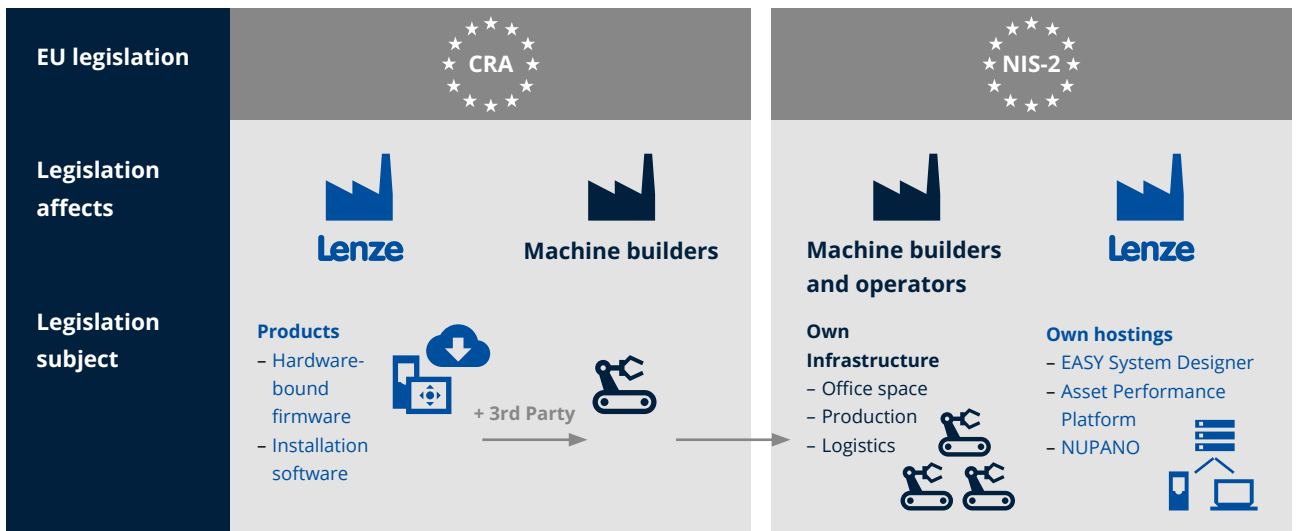 EU legislation
CRA
NIS-2
Legislation
affects
Lenze
Machine builders
Machine builders
and operators
Lenze
Legislation
subject
Products
– Hardware-
bound
firmware
– Installation
software
+ 3rd Party
Own
Infrastructure
– Office space
– Production
– Logistics
Own hostings
– EASY System Designer
– Asset Performance
Platform
– NUPANO